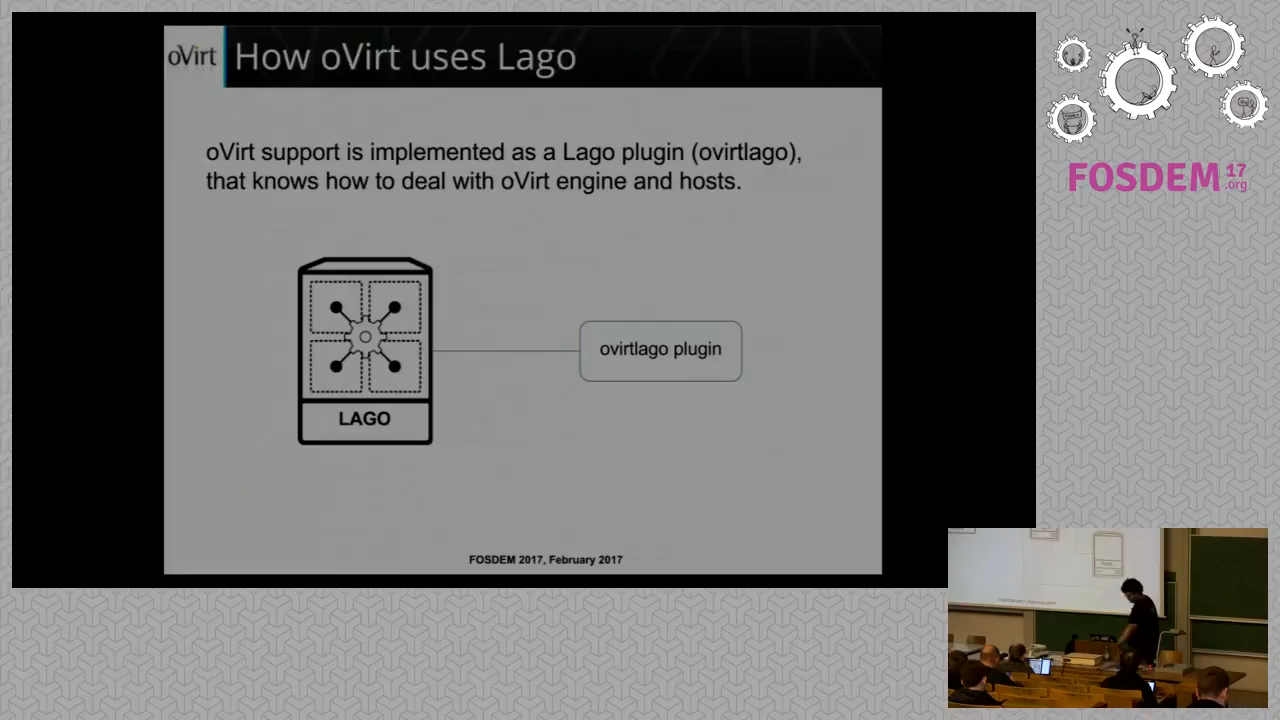 oVirt How oVirt uses Lago
oVirt support is implemented as a Lago plugin (ovirtlago),
that knows how to deal with oVirt engine and hosts.
ovirtlago plugin
LAGO
FOSDEM 2017, February 2017
FOSDEM 17
.org